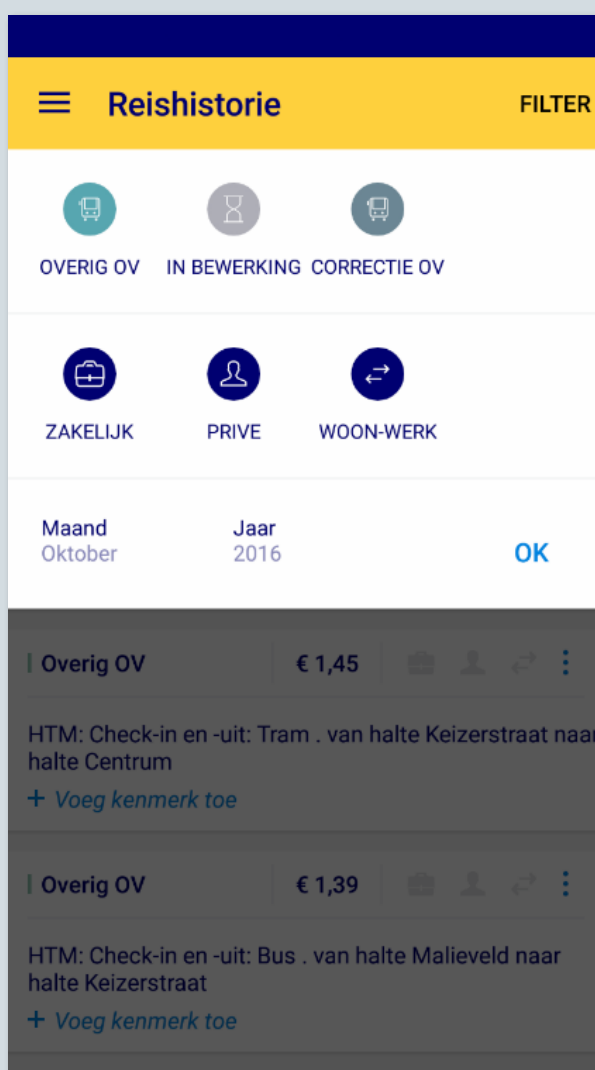 Reishistorie FILTER
OVERIG OV IN BEWERKING CORRECTIE OV
ZAKELIJK PRIVE WOON-WERK
Maand Jaar
Oktober 2016 OK
Overig OV € 1,45
HTM: Check-in en -uit: Tram . van halte Keizerstraat naar
halte Centrum
+ Voeg kenmerk toe
Overig OV € 1,39
HTM: Check-in en -uit: Bus . van halte Malieveld naar
halte Keizerstraat
+ Voeg kenmerk toe